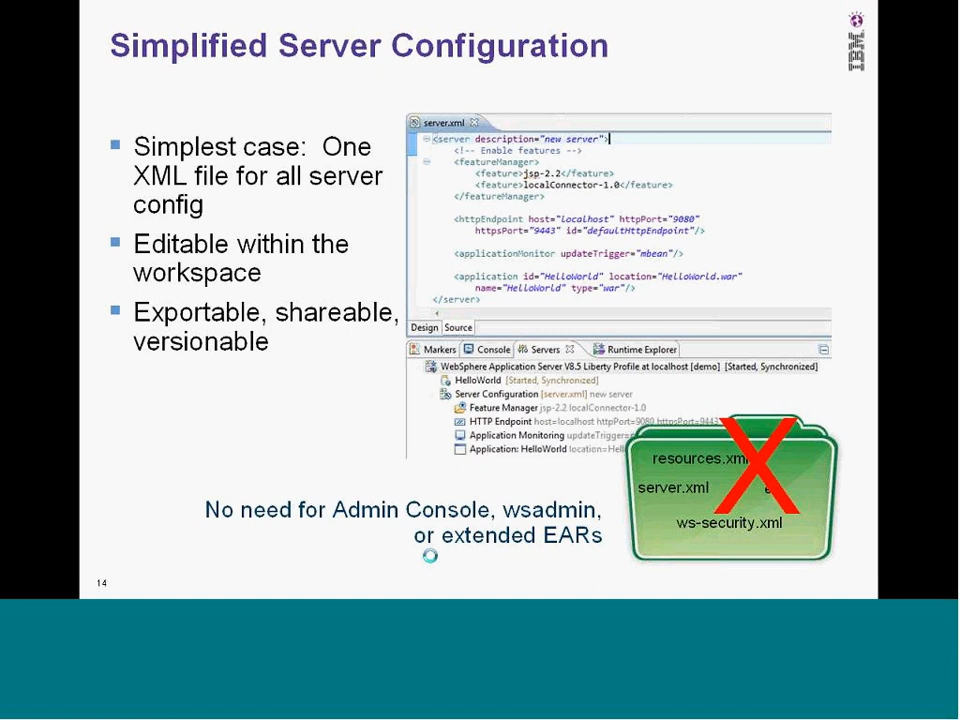 Simplified Server Configuration
IBM
Simplest case: One
XML file for all server
config
Editable within the
workspace
Exportable, shareable,
versionable
server.xml
<server description="new server">
<!-- Enable features -->
<featureManager>
<feature>jsp-2.2</feature>
<feature>localConnector-1.0</feature>
</featureManager>
<httpEndpoint host="localhost" httpPort="9080"
httpsPort="9443" id="defaultHttpEndpoint"/>
<applicationMonitor updateTrigger="mbean"/>
<application id="HelloWorld" location="HelloWorld.war"
name="HelloWorld" type="war"/>
</server>
Design Source
Markers Console Servers Runtime Explorer
WebSphere Application Server V8.5 Liberty Profile at localhost [demo] [Started, Synchronized]
HelloWorld [Started, Synchronized]
Server Configuration [server.xml] new server
Feature Manager jsp-2.2 localConnector-1.0
HTTP Endpoint host=localhost httpPort=9080 httpsPort=9443
Application Monitoring
Application: HelloWorld
resources.xml
server.xml
ws-security.xml
X
No need for Admin Console, wsadmin,
or extended EARs
14